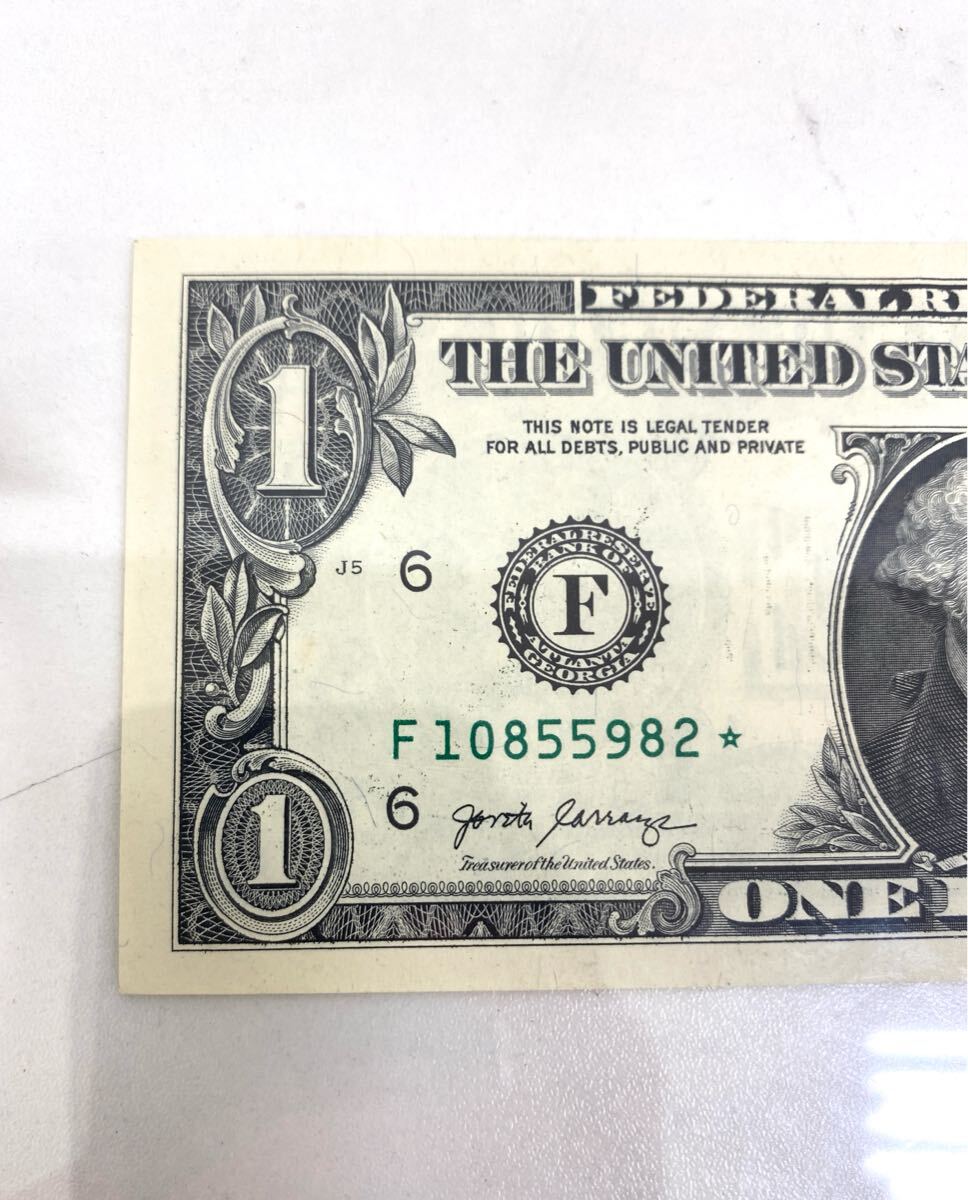 1
FEDERAL R
THE UNITED STA
THIS NOTE IS LEGAL TENDER
FOR ALL DEBTS, PUBLIC AND PRIVATE
J5 6
FEDERAL RESERVE
BANK OF
F
ATLANTA
GEORGIA
F 10855982 ☆
6
Treasurer of the United States.
1
ONE